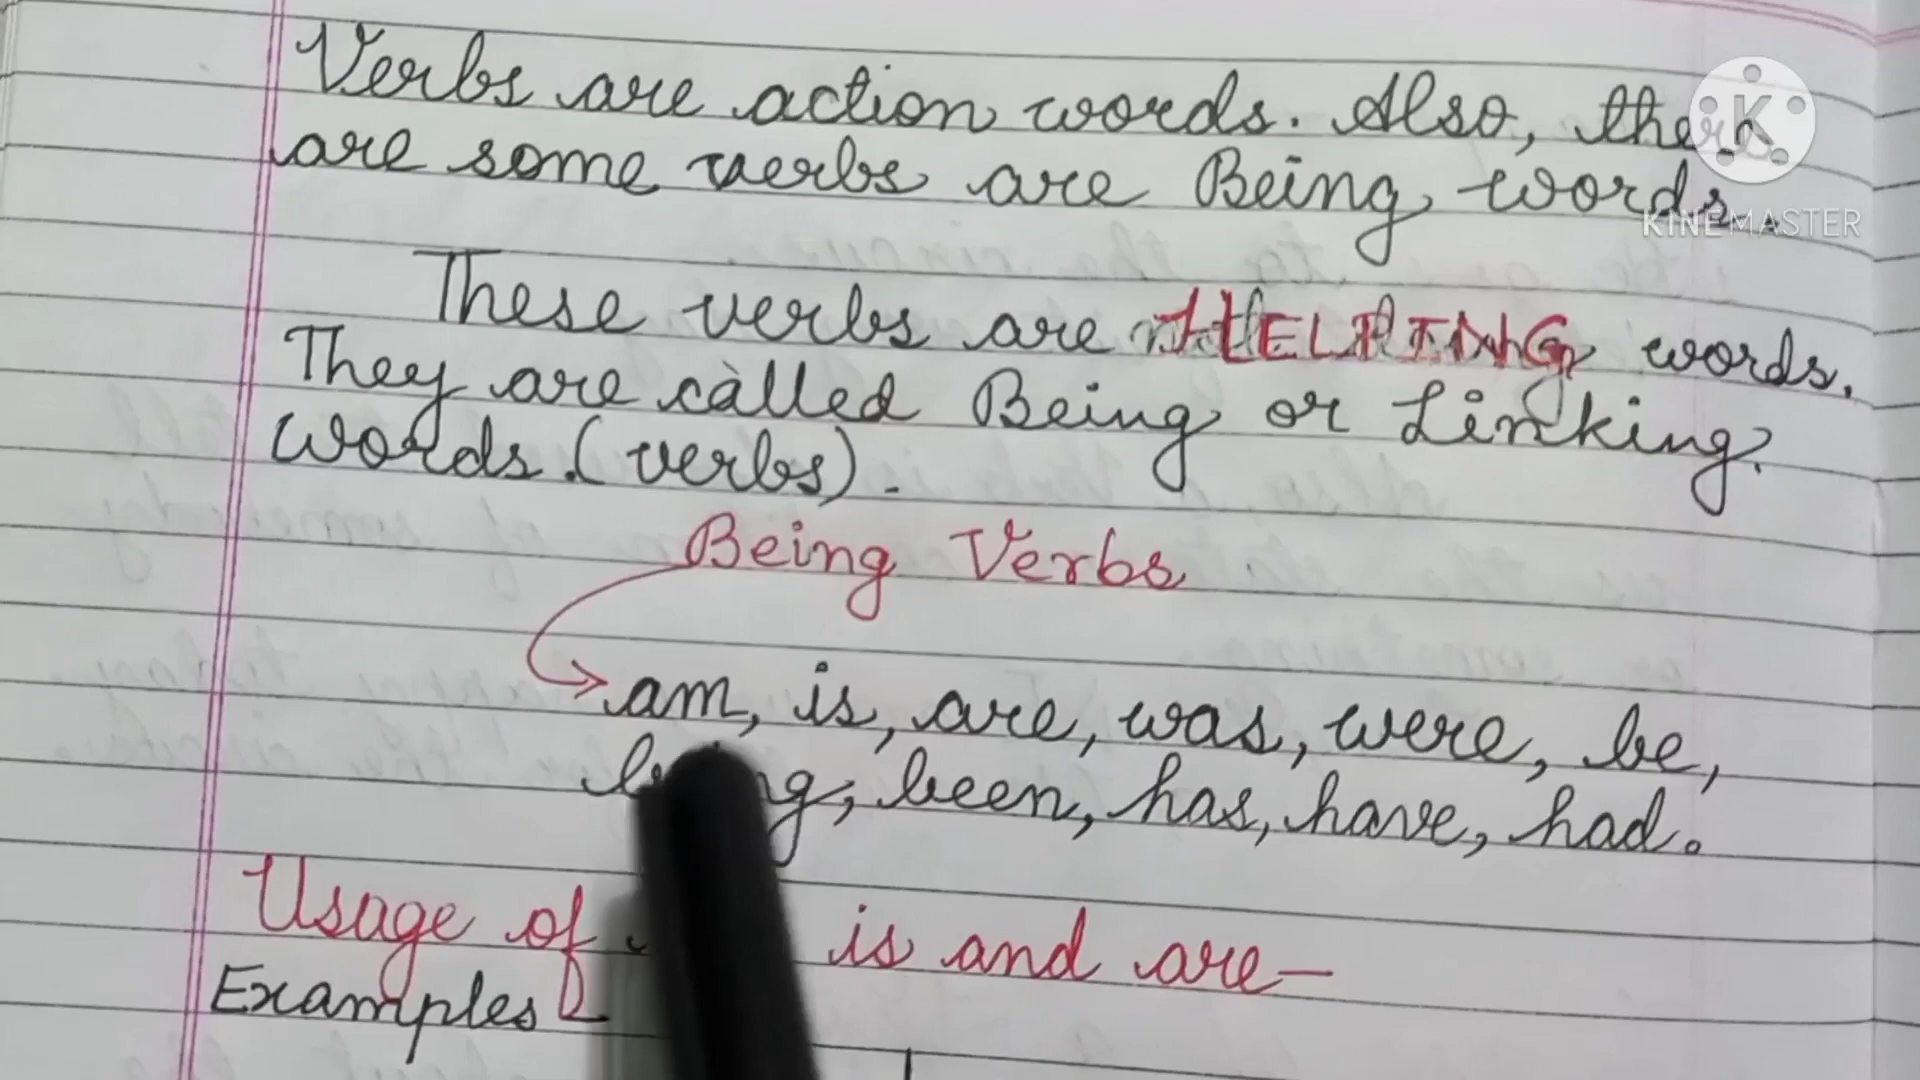 Verbs are action words. Also, there
are some verbs are Being words.
These verbs are HELPING words.
They are called Being or Linking.
Words. (verbs).
Being Verbs
am, is, are, was, were, be,
been, has, have, had.
Usage of is and are—
Examples
K
KINEMASTER